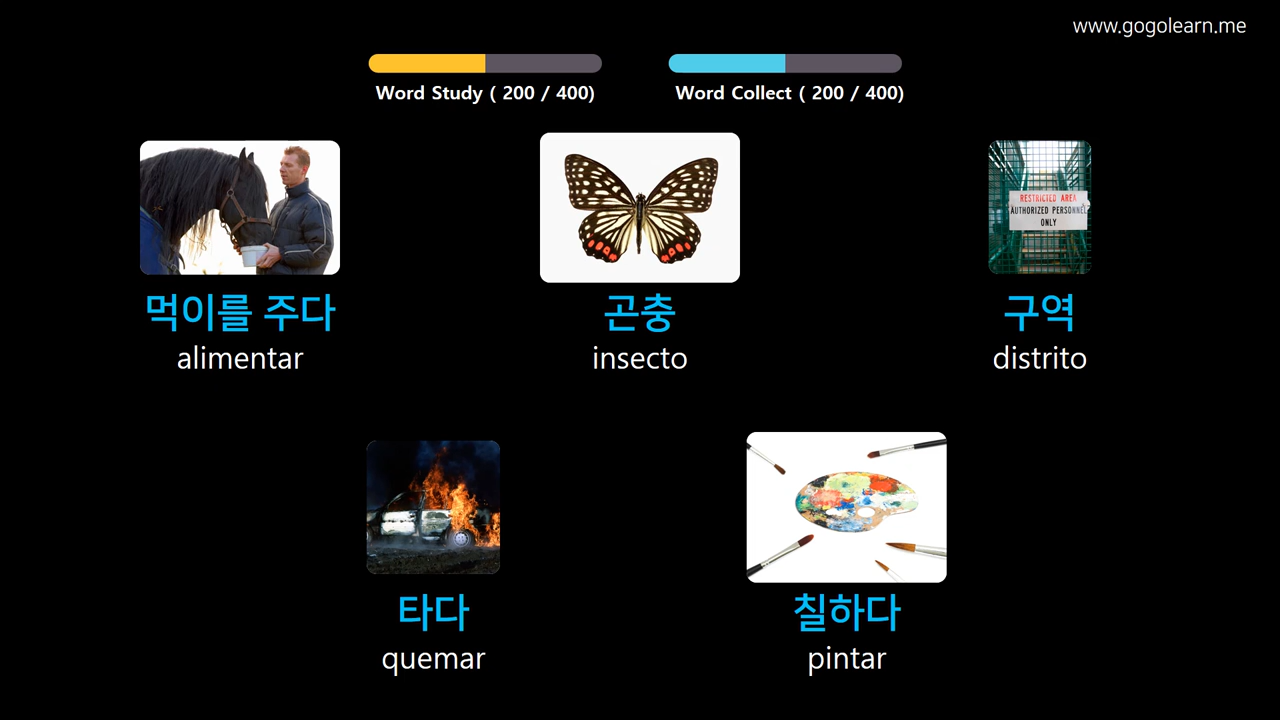 www.gogolearn.me
Word Study ( 200 / 400)
Word Collect ( 200 / 400)
RESTRICTED AREA
AUTHORIZED PERSONNEL
ONLY
먹이를 주다
alimentar
곤충
insecto
구역
distrito
타다
quemar
칠하다
pintar